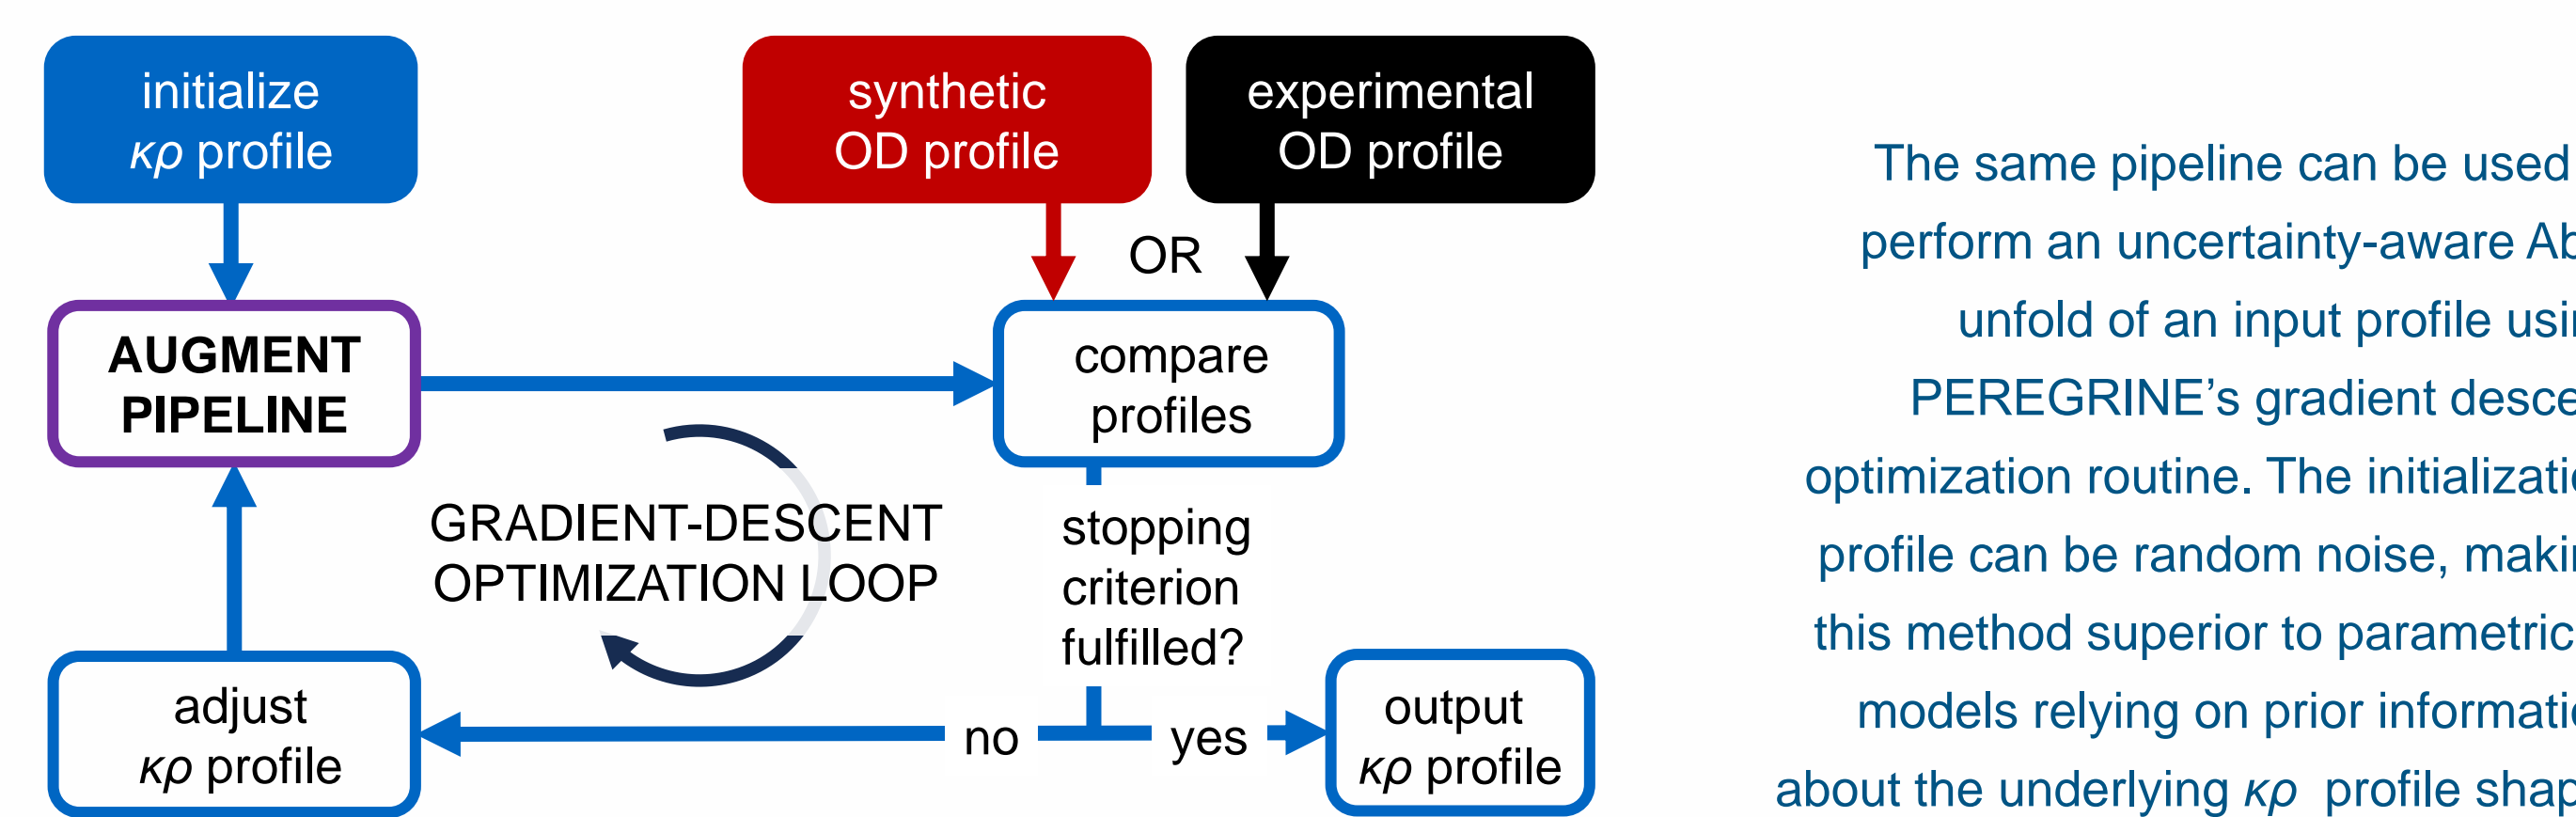 initialize
κρ profile
synthetic
OD profile
experimental
OD profile
OR
AUGMENT
PIPELINE
compare
profiles
GRADIENT-DESCENT
OPTIMIZATION LOOP
stopping
criterion
fulfilled?
adjust
κρ profile
no
yes
output
κρ profile
The same pipeline can be used
perform an uncertainty-aware
unfold of an input profile
PEREGRINE’s gradient
optimization routine. The
profile can be random noise,
this method superior to parametric
models relying on prior
about the underlying κρ profile